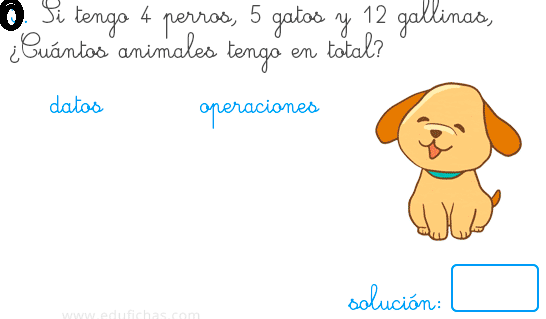 0. Si tengo 4 perros, 5 gatos y 12 gallinas,
¿Cuántos animales tengo en total?
datos operaciones
solución:
www.edufichas.com